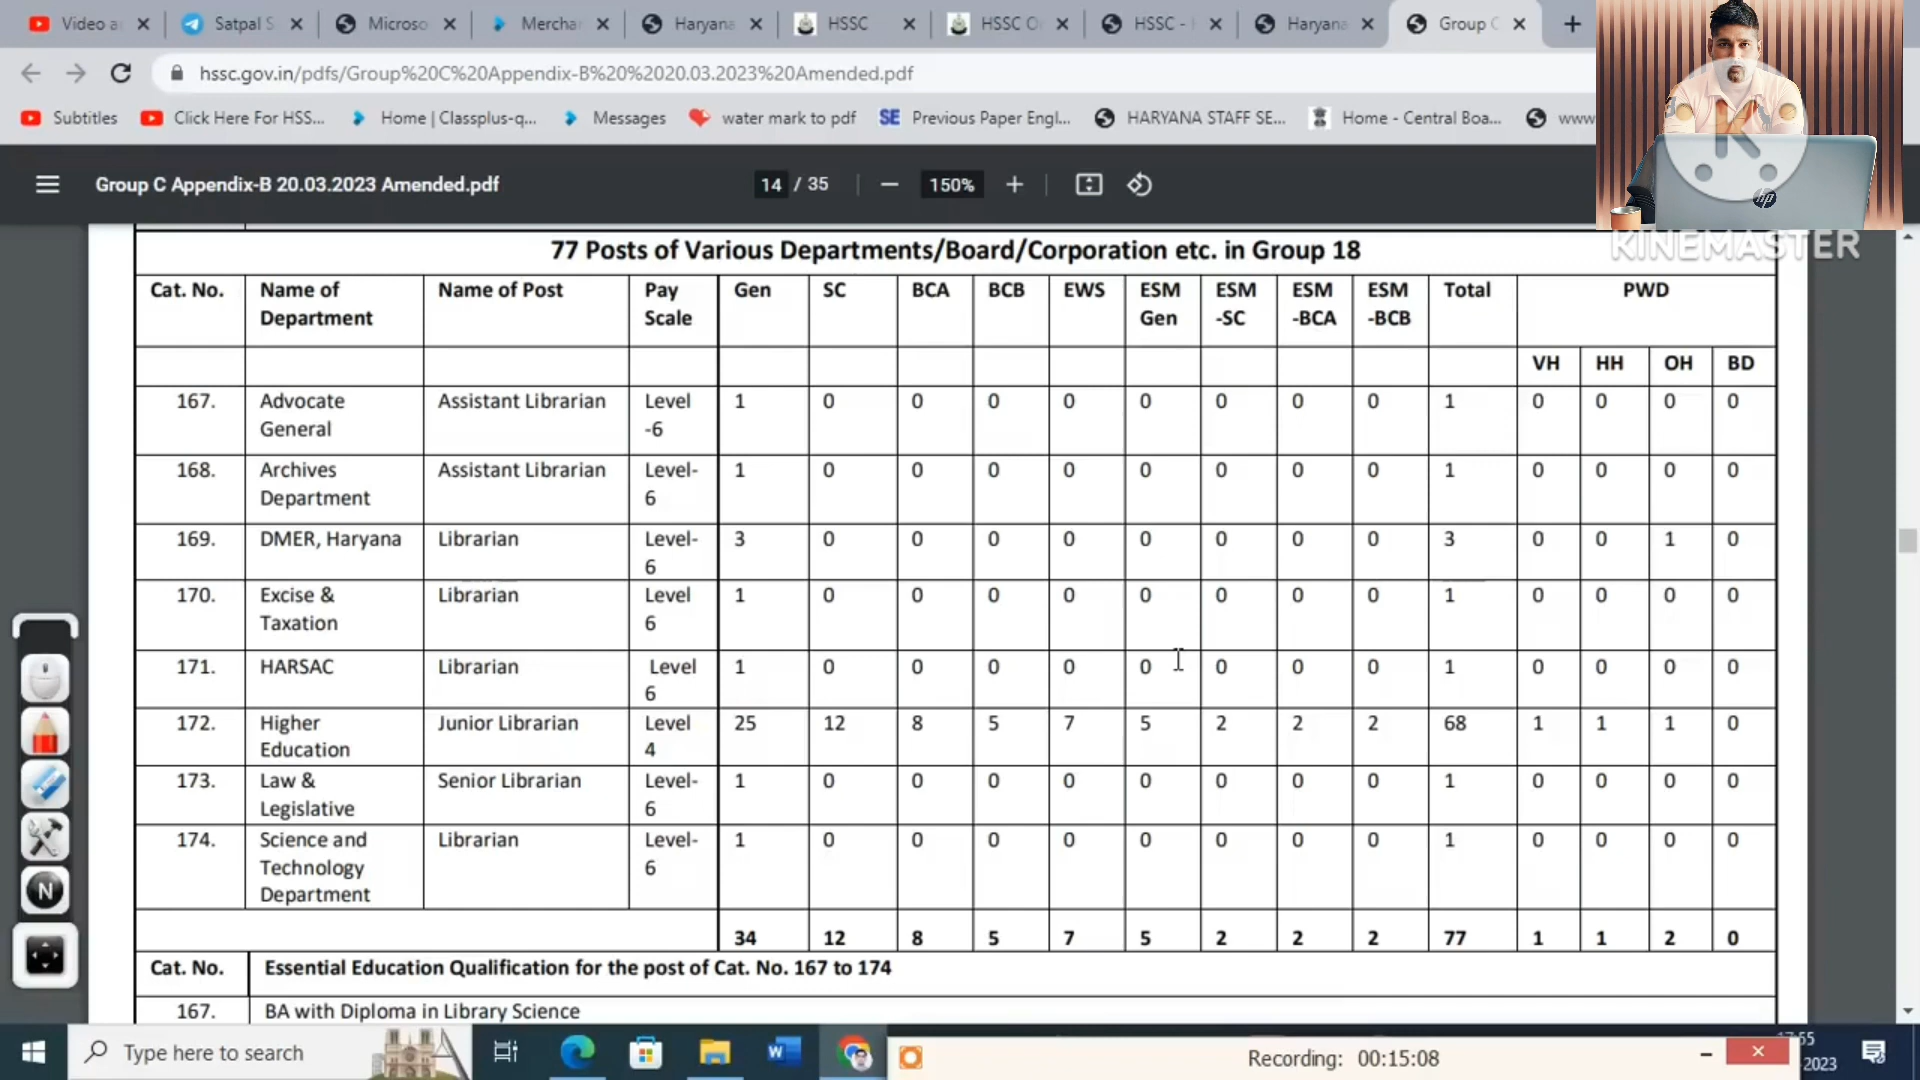 Video a
Satpal S
Microso
Merchan
Haryana
HSSC
HSSC O
HSSC -
Haryana
Group C
hssc.gov.in/pdfs/Group%20C%20Appendix-B%20%2020.03.2023%20Amended.pdf
Subtitles
Click Here For HSS...
Home | Classplus-q...
Messages
water mark to pdf
SE Previous Paper Engl...
HARYANA STAFF SE...
Home - Central Boa...
www
K
hp
KINEMASTER
Group C Appendix-B 20.03.2023 Amended.pdf
14 / 35
150%
77 Posts of Various Departments/Board/Corporation etc. in Group 18
Cat. No. Name of Department Name of Post Pay Scale Gen SC BCA BCB EWS ESM Gen ESM -SC ESM -BCA ESM -BCB Total PWD
VH HH OH BD
167. Advocate General Assistant Librarian Level -6 1 0 0 0 0 0 0 0 0 1 0 0 0 0
168. Archives Department Assistant Librarian Level- 6 1 0 0 0 0 0 0 0 0 1 0 0 0 0
169. DMER, Haryana Librarian Level- 6 3 0 0 0 0 0 0 0 0 3 0 0 1 0
170. Excise & Taxation Librarian Level 6 1 0 0 0 0 0 0 0 0 1 0 0 0 0
171. HARSAC Librarian Level 6 1 0 0 0 0 0 0 0 0 1 0 0 0 0
172. Higher Education Junior Librarian Level 4 25 12 8 5 7 5 2 2 2 68 1 1 1 0
173. Law & Legislative Senior Librarian Level- 6 1 0 0 0 0 0 0 0 0 1 0 0 0 0
174. Science and Technology Department Librarian Level- 6 1 0 0 0 0 0 0 0 0 1 0 0 0 0
34 12 8 5 7 5 2 2 2 77 1 1 2 0
Cat. No. Essential Education Qualification for the post of Cat. No. 167 to 174
167. BA with Diploma in Library Science
N
Type here to search
Recording: 00:15:08
55
2023